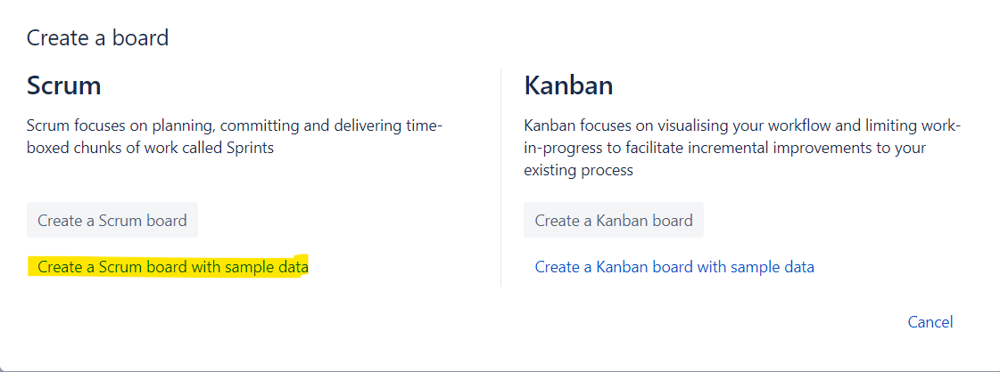 Create a board
Scrum
Scrum focuses on planning, committing and delivering time-
boxed chunks of work called Sprints
Create a Scrum board
Create a Scrum board with sample data
Kanban
Kanban focuses on visualising your workflow and limiting work-
in-progress to facilitate incremental improvements to your
existing process
Create a Kanban board
Create a Kanban board with sample data
Cancel